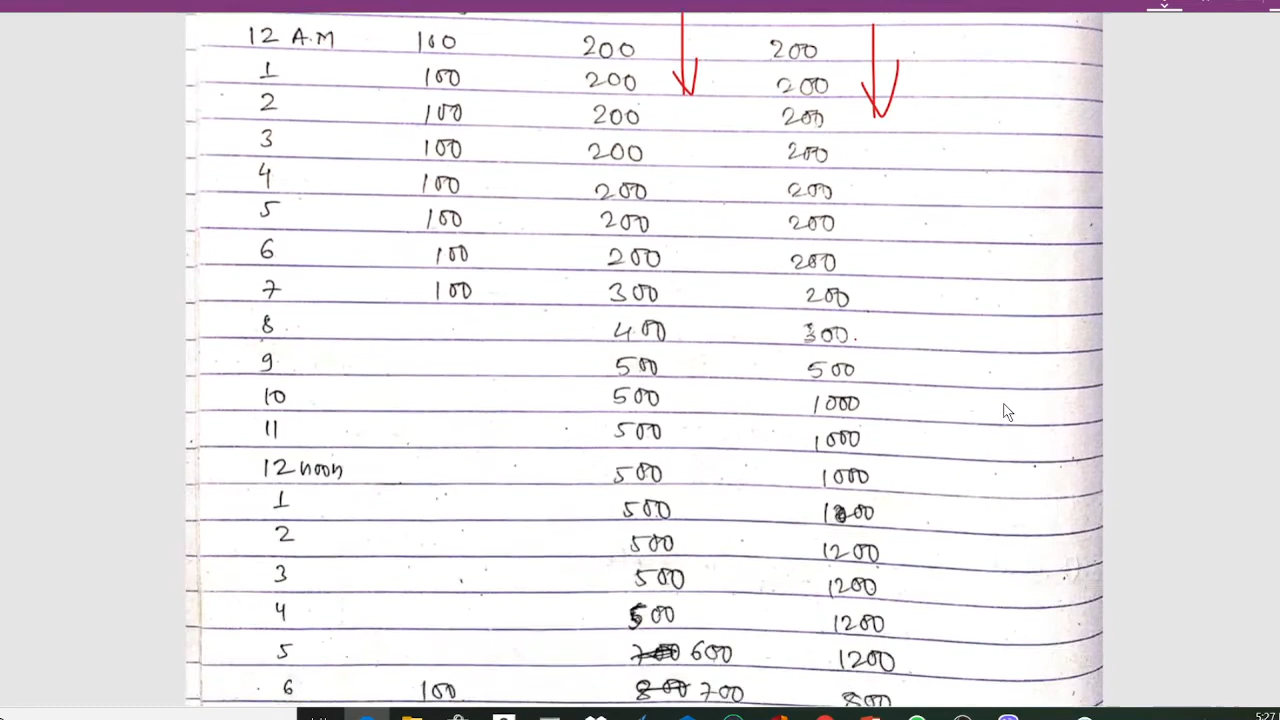 12 A.M 100 200 200
1 100 200 200
2 100 200 200
3 100 200 200
4 100 200 200
5 100 200 200
6 100 200 200
7 100 300 200
8 400 300.
9 500 500
10 500 1000
11 500 1000
12 noon 500 1000
1 500
2 500 1200
3 500 1200
4 500 1200
5 600 1200
6 100 700 800
5:27